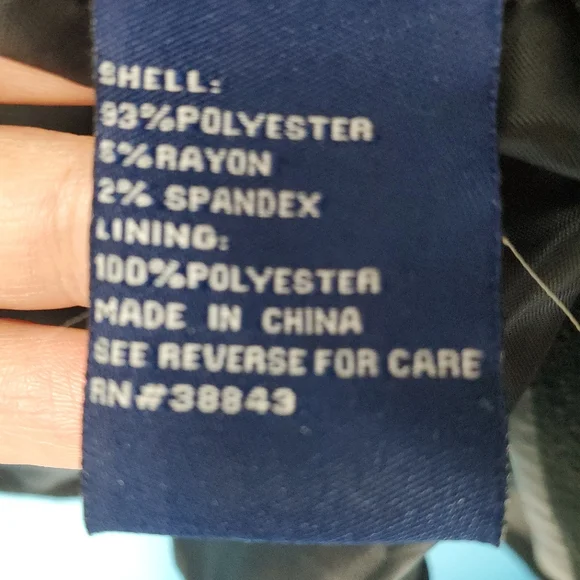 SHELL:
93%POLYESTER
5%RAYON
2% SPANDEX
LINING:
100%POLYESTER
MADE IN CHINA
SEE REVERSE FOR CARE
RN#38843